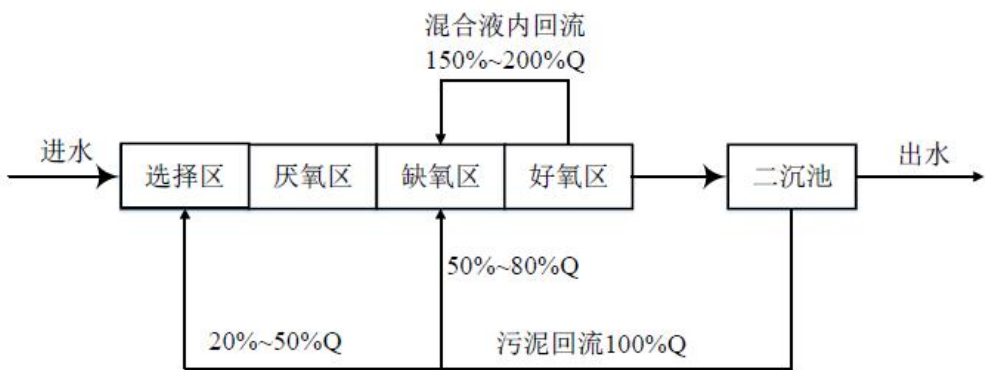 混合液内回流
150%~200%Q
进水
选择区
厌氧区
缺氧区
好氧区
二沉池
出水
50%~80%Q
20%~50%Q
污泥回流100%Q